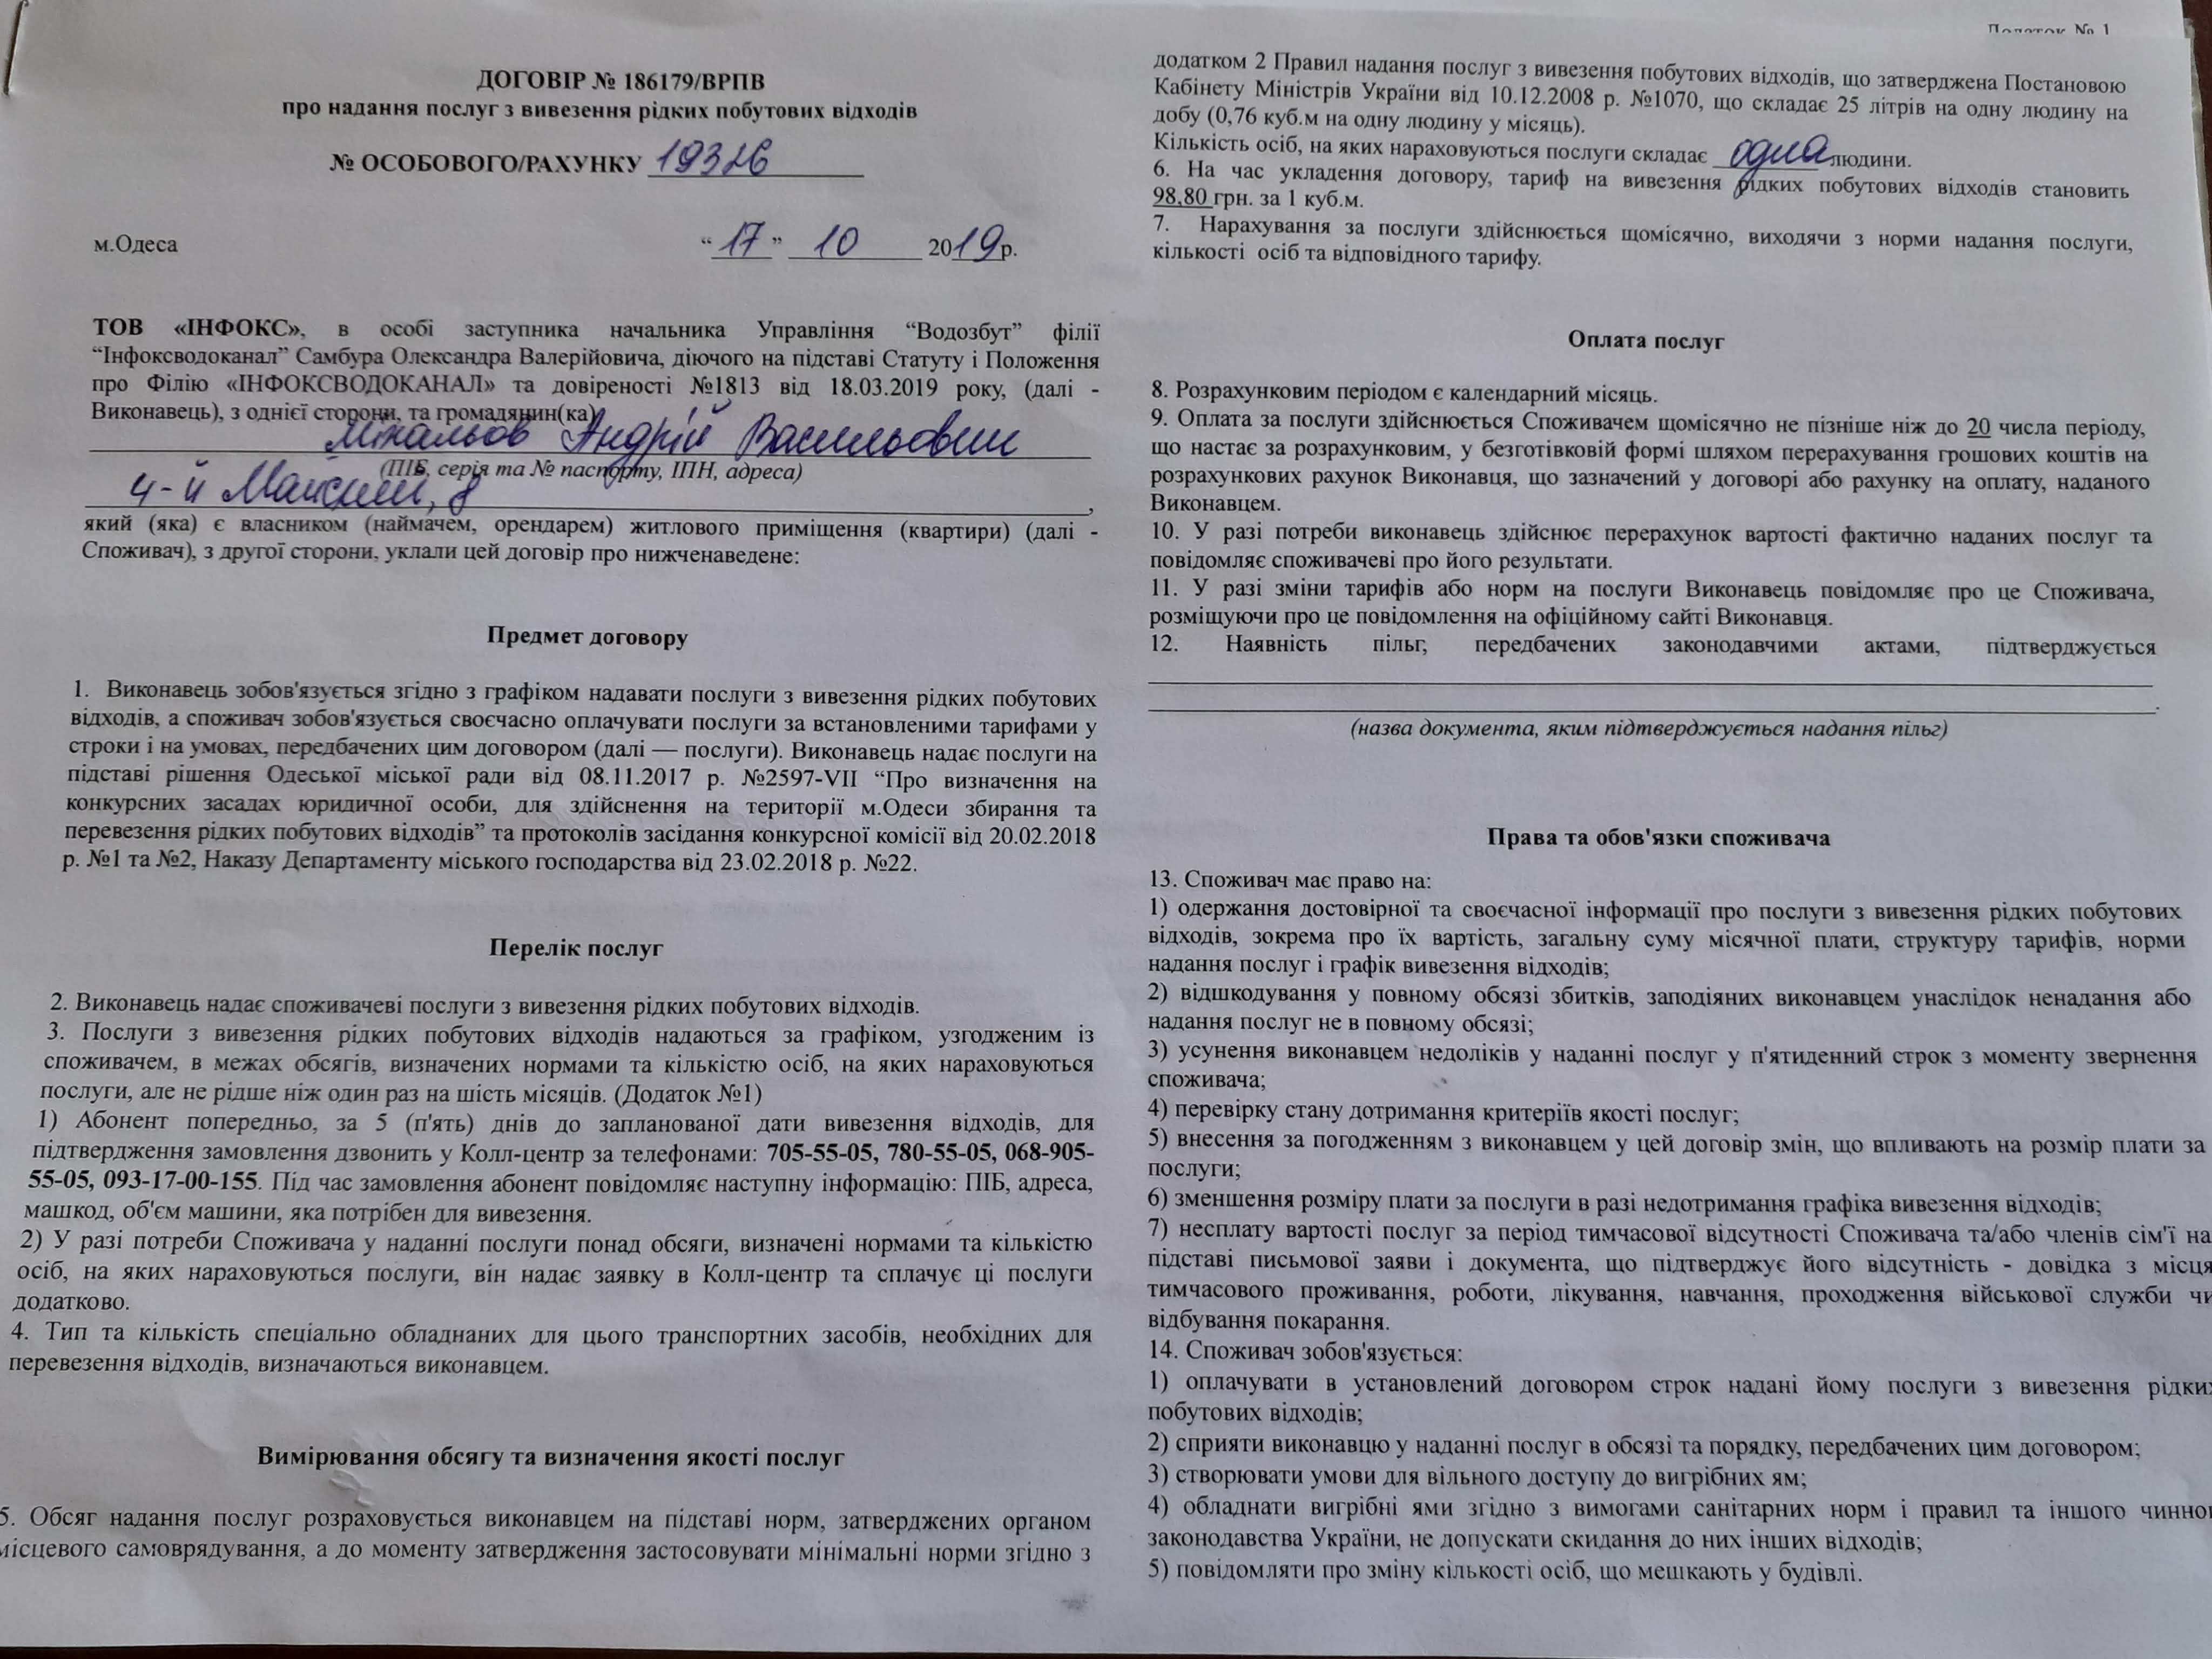 ДОГОВІР № 186179/ВРПВ
про надання послуг з вивезення рідких побутових відходів
№ ОСОБОВОГО/РАХУНКУ 19326
м.Одеса “17” 10 2019р.
ТОВ «ІНФОКС», в особі заступника начальника Управління “Водозбут” філії
“Інфоксводоканал” Самбура Олександра Валерійовича, діючого на підставі Статуту і Положення
про Філію «ІНФОКСВОДОКАНАЛ» та довіреності №1813 від 18.03.2019 року, (далі -
Виконавець), з однієї сторони, та громадянин(ка)
Міхальов Андрій Васильович
(ПІБ, серія та № паспорту, ІПН, адреса)
4-й , 8 ,
який (яка) є власником (наймачем, орендарем) житлового приміщення (квартири) (далі -
Споживач), з другої сторони, уклали цей договір про нижченаведене:
Предмет договору
1. Виконавець зобов'язується згідно з графіком надавати послуги з вивезення рідких побутових
відходів, а споживач зобов'язується своєчасно оплачувати послуги за встановленими тарифами у
строки і на умовах, передбачених цим договором (далі — послуги). Виконавець надає послуги на
підставі рішення Одеської міської ради від 08.11.2017 р. №2597-VII “Про визначення на
конкурсних засадах юридичної особи, для здійснення на території м.Одеси збирання та
перевезення рідких побутових відходів” та протоколів засідання конкурсної комісії від 20.02.2018
р. №1 та №2, Наказу Департаменту міського господарства від 23.02.2018 р. №22.
Перелік послуг
2. Виконавець надає споживачеві послуги з вивезення рідких побутових відходів.
3. Послуги з вивезення рідких побутових відходів надаються за графіком, узгодженим із
споживачем, в межах обсягів, визначених нормами та кількістю осіб, на яких нараховуються
послуги, але не рідше ніж один раз на шість місяців. (Додаток №1)
1) Абонент попередньо, за 5 (п'ять) днів до запланованої дати вивезення відходів, для
підтвердження замовлення дзвонить у Колл-центр за телефонами: 705-55-05, 780-55-05, 068-905-
55-05, 093-17-00-155. Під час замовлення абонент повідомляє наступну інформацію: ПІБ, адреса,
машкод, об'єм машини, яка потрібен для вивезення.
2) У разі потреби Споживача у наданні послуги понад обсяги, визначені нормами та кількістю
осіб, на яких нараховуються послуги, він надає заявку в Колл-центр та сплачує ці послуги
додатково.
4. Тип та кількість спеціально обладнаних для цього транспортних засобів, необхідних для
перевезення відходів, визначаються виконавцем.
Вимірювання обсягу та визначення якості послуг
5. Обсяг надання послуг розраховується виконавцем на підставі норм, затверджених органом
місцевого самоврядування, а до моменту затвердження застосовувати мінімальні норми згідно з
Додаток № 1
додатком 2 Правил надання послуг з вивезення побутових відходів, що затверджена Постановою
Кабінету Міністрів України від 10.12.2008 р. №1070, що складає 25 літрів на одну людину на
добу (0,76 куб.м на одну людину у місяць).
Кількість осіб, на яких нараховуються послуги складає одна людини.
6. На час укладення договору, тариф на вивезення рідких побутових відходів становить
98,80 грн. за 1 куб.м.
7. Нарахування за послуги здійснюється щомісячно, виходячи з норми надання послуги,
кількості осіб та відповідного тарифу.
Оплата послуг
8. Розрахунковим періодом є календарний місяць.
9. Оплата за послуги здійснюється Споживачем щомісячно не пізніше ніж до 20 числа періоду,
що настає за розрахунковим, у безготівковій формі шляхом перерахування грошових коштів на
розрахункових рахунок Виконавця, що зазначений у договорі або рахунку на оплату, наданого
Виконавцем.
10. У разі потреби виконавець здійснює перерахунок вартості фактично наданих послуг та
повідомляє споживачеві про його результати.
11. У разі зміни тарифів або норм на послуги Виконавець повідомляє про це Споживача,
розміщуючи про це повідомлення на офіційному сайті Виконавця.
12. Наявність пільг, передбачених законодавчими актами, підтверджується
(назва документа, яким підтверджується надання пільг)
Права та обов'язки споживача
13. Споживач має право на:
1) одержання достовірної та своєчасної інформації про послуги з вивезення рідких побутових
відходів, зокрема про їх вартість, загальну суму місячної плати, структуру тарифів, норми
надання послуг і графік вивезення відходів;
2) відшкодування у повному обсязі збитків, заподіяних виконавцем унаслідок ненадання або
надання послуг не в повному обсязі;
3) усунення виконавцем недоліків у наданні послуг у п'ятиденний строк з моменту звернення
споживача;
4) перевірку стану дотримання критеріїв якості послуг;
5) внесення за погодженням з виконавцем у цей договір змін, що впливають на розмір плати за
послуги;
6) зменшення розміру плати за послуги в разі недотримання графіка вивезення відходів;
7) несплату вартості послуг за період тимчасової відсутності Споживача та/або членів сім'ї на
підставі письмової заяви і документа, що підтверджує його відсутність - довідка з місця
тимчасового проживання, роботи, лікування, навчання, проходження військової служби чи
відбування покарання.
14. Споживач зобов'язується:
1) оплачувати в установлений договором строк надані йому послуги з вивезення рідких
побутових відходів;
2) сприяти виконавцю у наданні послуг в обсязі та порядку, передбачених цим договором;
3) створювати умови для вільного доступу до вигрібних ям;
4) обладнати вигрібні ями згідно з вимогами санітарних норм і правил та іншого чинного
законодавства України, не допускати скидання до них інших відходів;
5) повідомляти про зміну кількості осіб, що мешкають у будівлі.